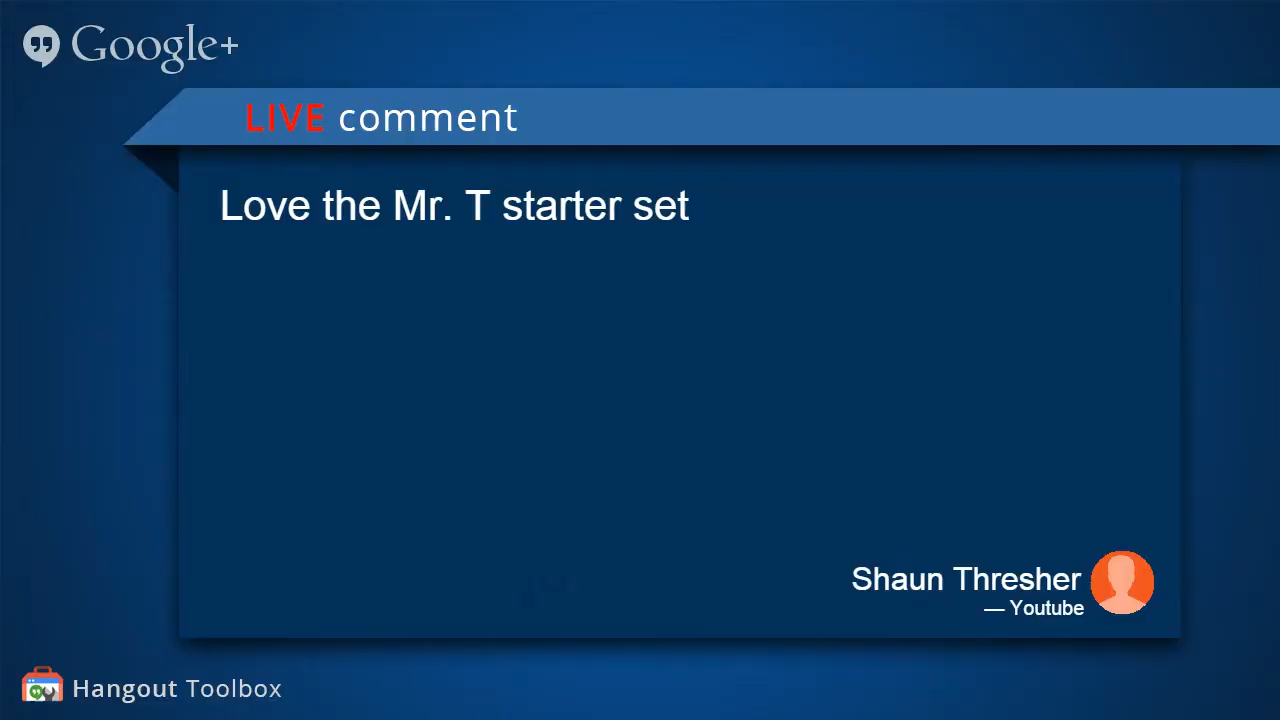 Google+
LIVE comment
Love the Mr. T starter set
Shaun Thresher
— Youtube
Hangout Toolbox